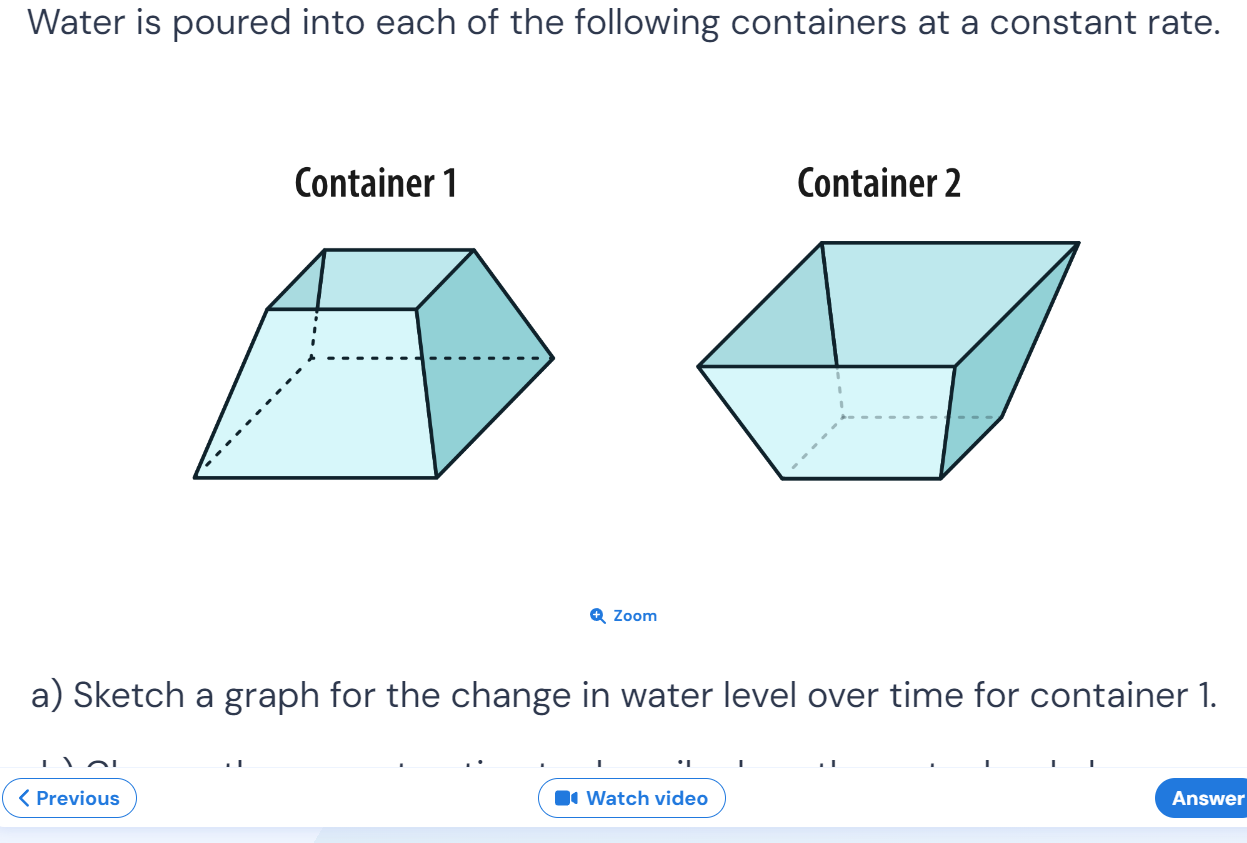 Water is poured into each of the following containers at a constant rate.
Container 1
Container 2
Zoom
a) Sketch a graph for the change in water level over time for container 1.
Previous
Watch video
Answer